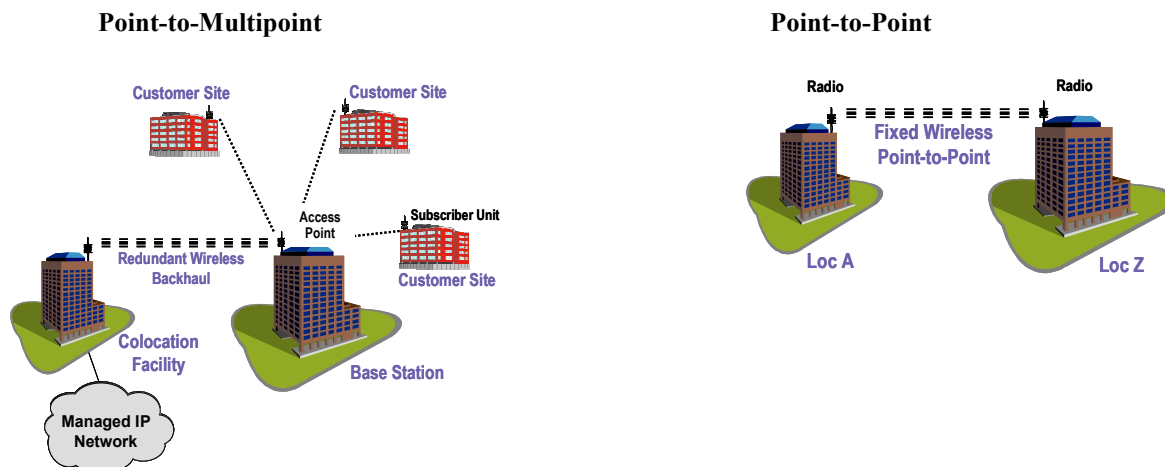 Point-to-Multipoint
Customer Site
Customer Site
Access
Point
Subscriber Unit
Redundant Wireless
Backhaul
Customer Site
Colocation
Facility
Base Station
Managed IP
Network
Point-to-Point
Radio
Radio
Fixed Wireless
Point-to-Point
Loc A
Loc Z